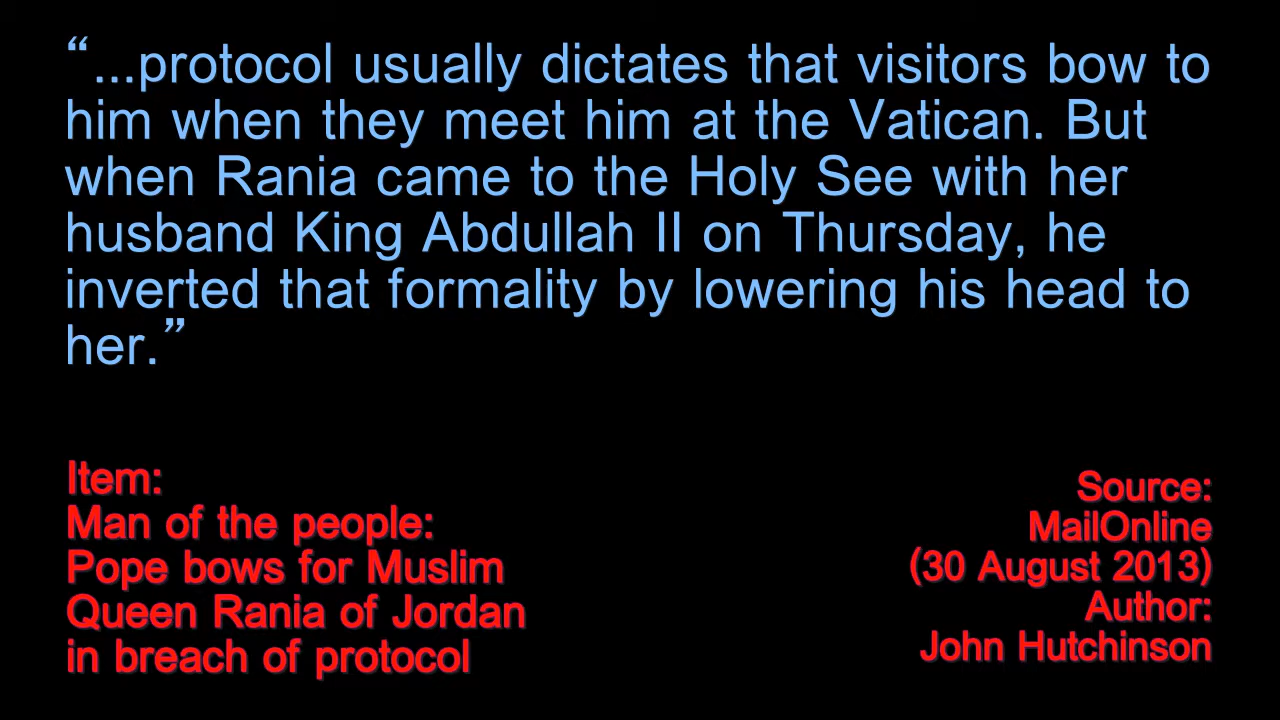 “...protocol usually dictates that visitors bow to
him when they meet him at the Vatican. But
when Rania came to the Holy See with her
husband King Abdullah II on Thursday, he
inverted that formality by lowering his head to
her.”
Item:
Man of the people:
Pope bows for Muslim
Queen Rania of Jordan
in breach of protocol
Source:
MailOnline
(30 August 2013)
Author:
John Hutchinson